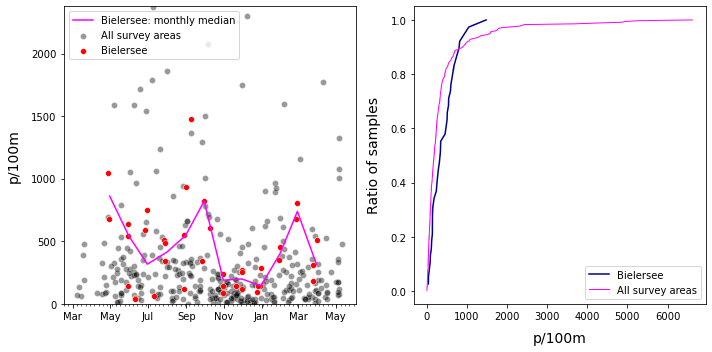 Bielersee: monthly median
All survey areas
Bielersee
p/100m
2000
1500
1000
500
0
Mar May Jul Sep Nov Jan Mar May
Ratio of samples
1.0
0.8
0.6
0.4
0.2
0.0
Bielersee
All survey areas
0 1000 2000 3000 4000 5000 6000
p/100m